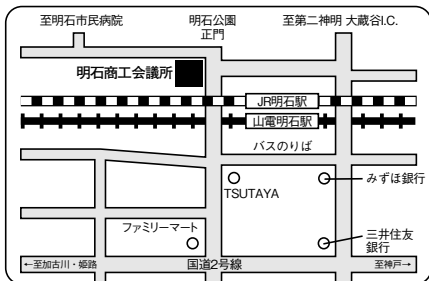 至明石市民病院
明石公園
正門
至第二神明 大蔵谷I.C.
明石商工会議所
JR明石駅
山電明石駅
バスのりば
みずほ銀行
TSUTAYA
ファミリーマート
三井住友
銀行
←至加古川・姫路
国道2号線
至神戸→